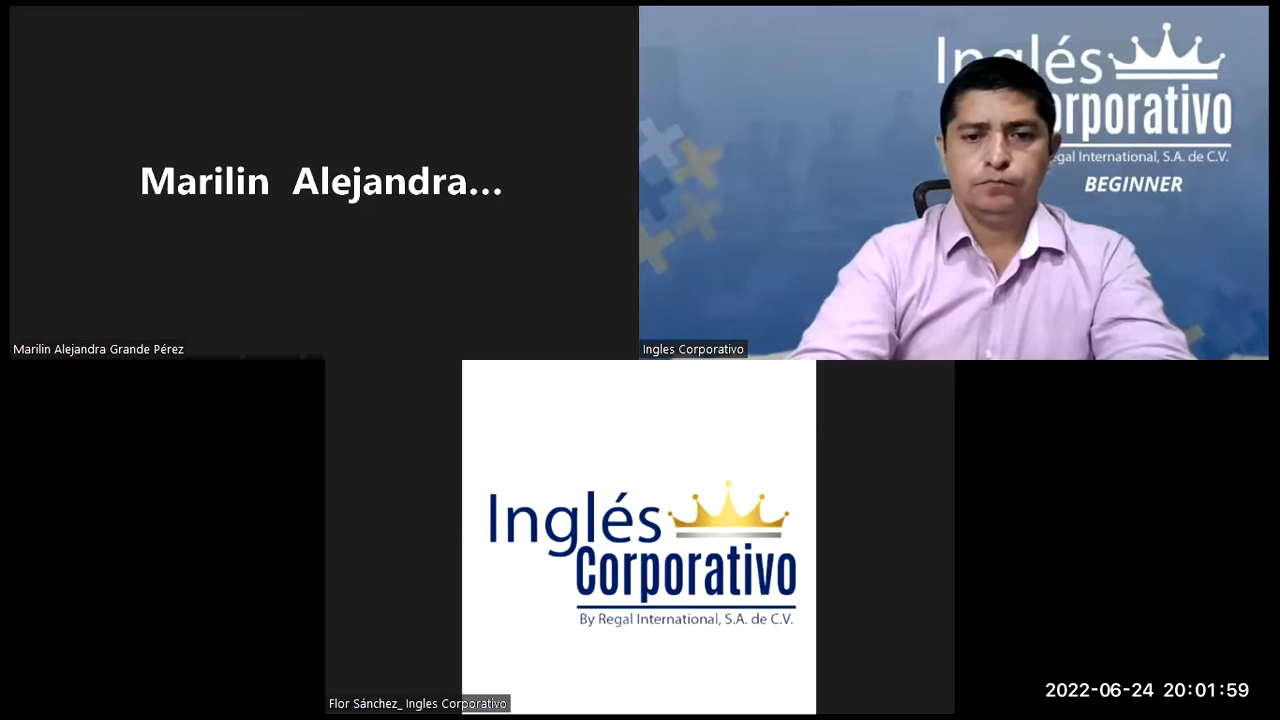 Marilin Alejandra...
Marilin Alejandra Grande Pérez
Inglés
Corporativo
egal International, S.A. de C.V.
BEGINNER
Ingles Corporativo
Inglés
Corporativo
By Regal International, S.A. de C.V.
Flor Sánchez_ Ingles Corporativo
2022-06-24 20:01:59